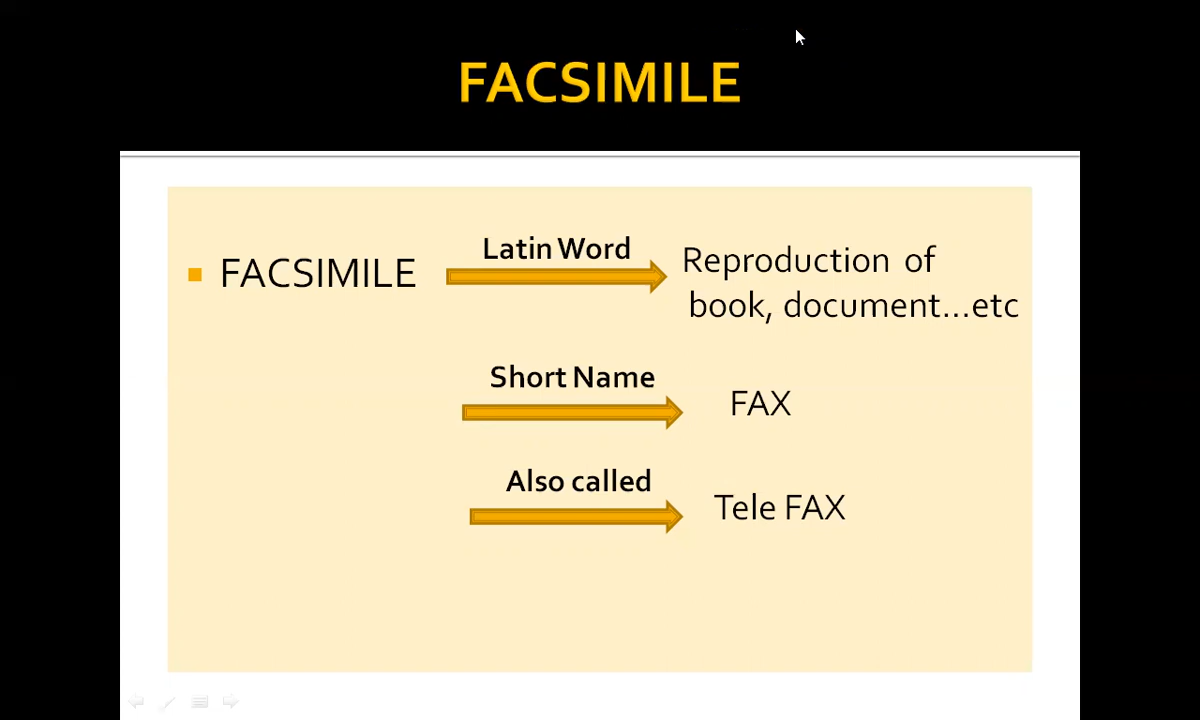 FACSIMILE
Latin Word
FACSIMILE
Reproduction of
book, document...etc
Short Name
FAX
Also called
Tele FAX